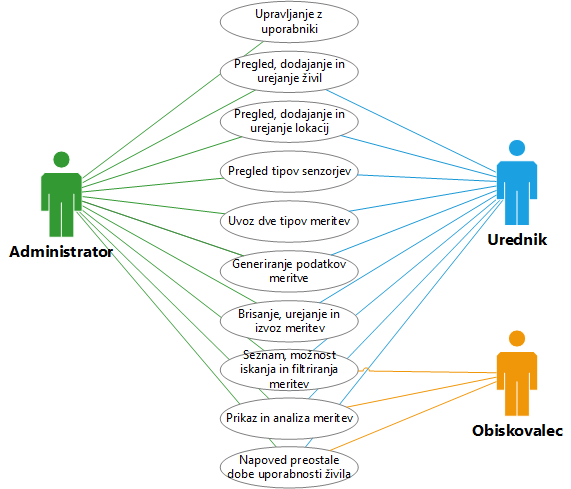 Upravljanje z
uporabniki
Pregled, dodajanje in
urejanje živil
Pregled, dodajanje in
urejanje lokacij
Pregled tipov senzorjev
Uvoz dve tipov meritev
Generiranje podatkov
meritve
Brisanje, urejanje in
izvoz meritev
Seznam, možnost
iskanja in filtriranja
meritev
Prikaz in analiza meritev
Napoved preostale
dobe uporabnosti živila
Administrator
Urednik
Obiskovalec